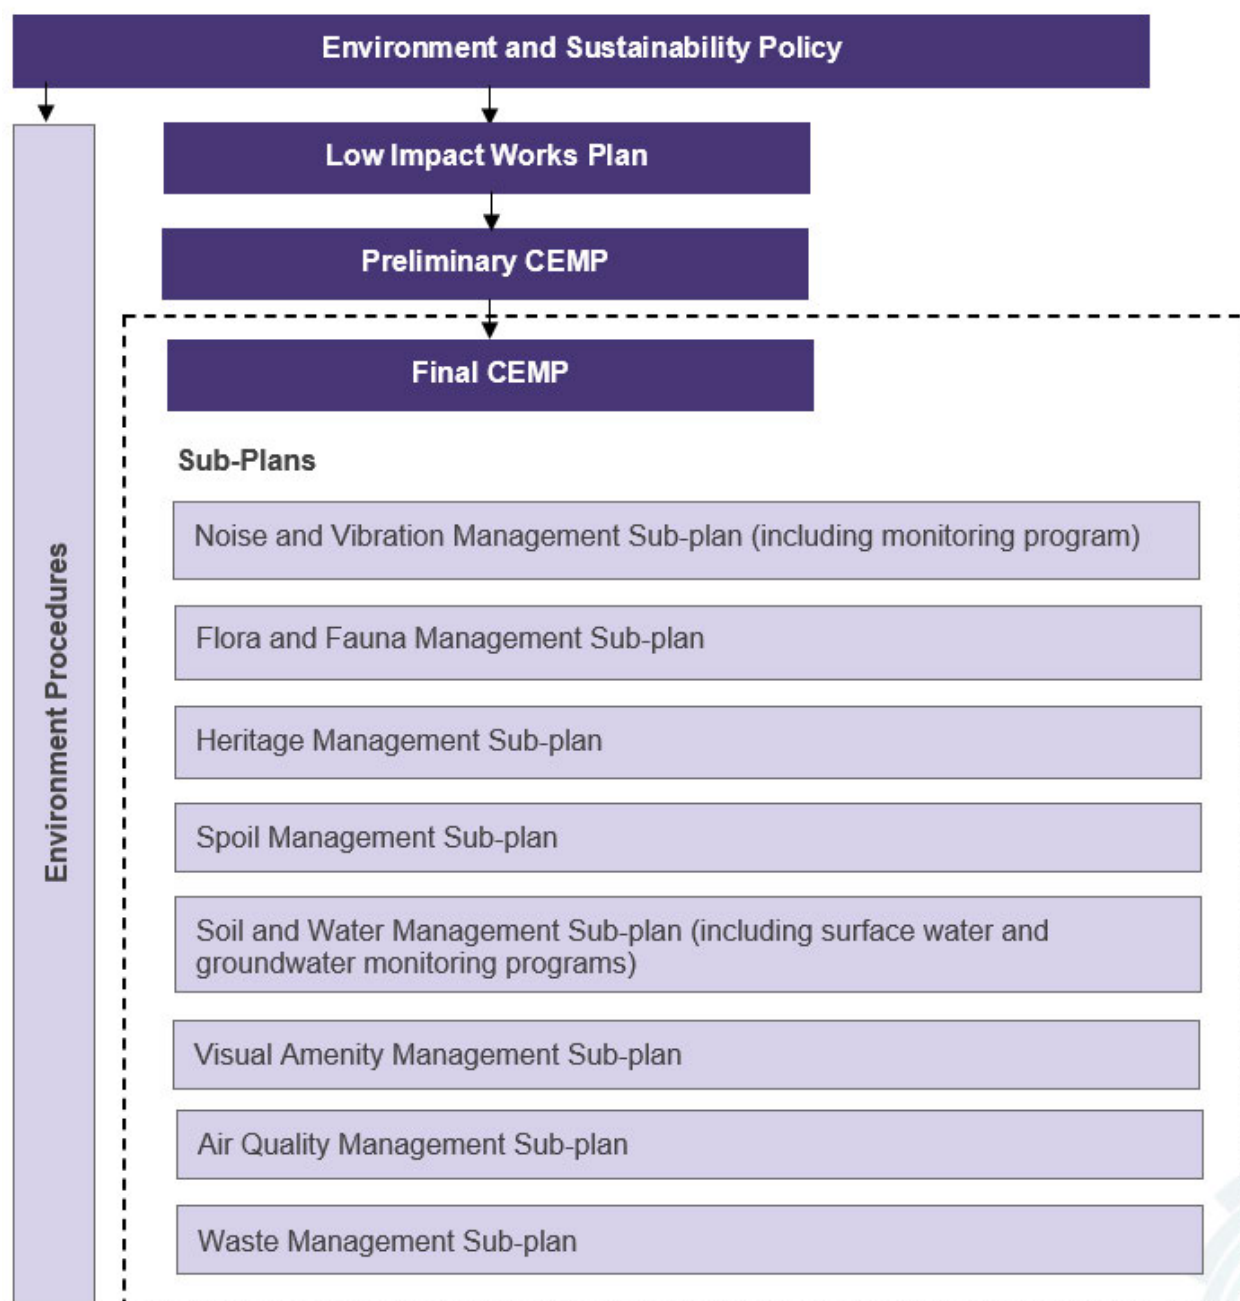 Environment and Sustainability Policy
Low Impact Works Plan
Preliminary CEMP
Final CEMP
Environment Procedures
Sub-Plans
Noise and Vibration Management Sub-plan (including monitoring program)
Flora and Fauna Management Sub-plan
Heritage Management Sub-plan
Spoil Management Sub-plan
Soil and Water Management Sub-plan (including surface water and
groundwater monitoring programs)
Visual Amenity Management Sub-plan
Air Quality Management Sub-plan
Waste Management Sub-plan